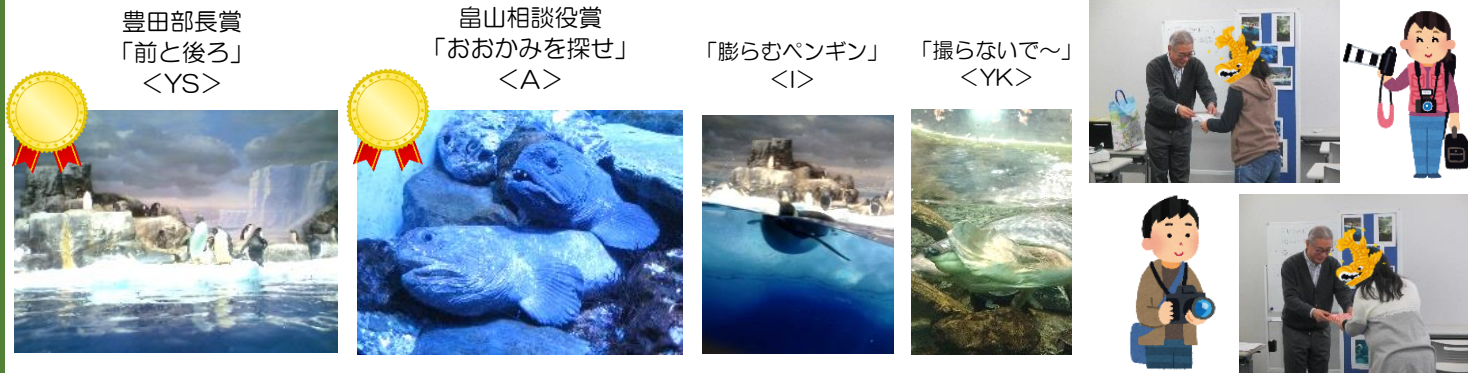 豊田部長賞
「前と後ろ」
<YS>
畠山相談役賞
「おおかみを探せ」
<A>
「膨らむペンギン」
<I>
「撮らないで～」
<YK>